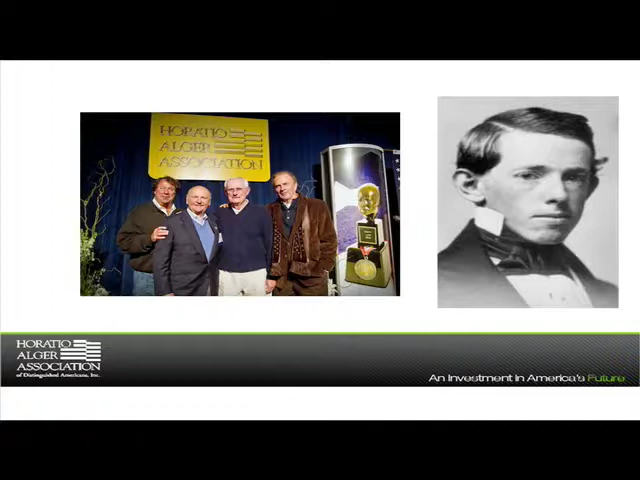 HORATIO
ALGER
ASSOCIATION
HORATIO
ALGER
ASSOCIATION
of Distinguished Americans, Inc.
An Investment in America's Future